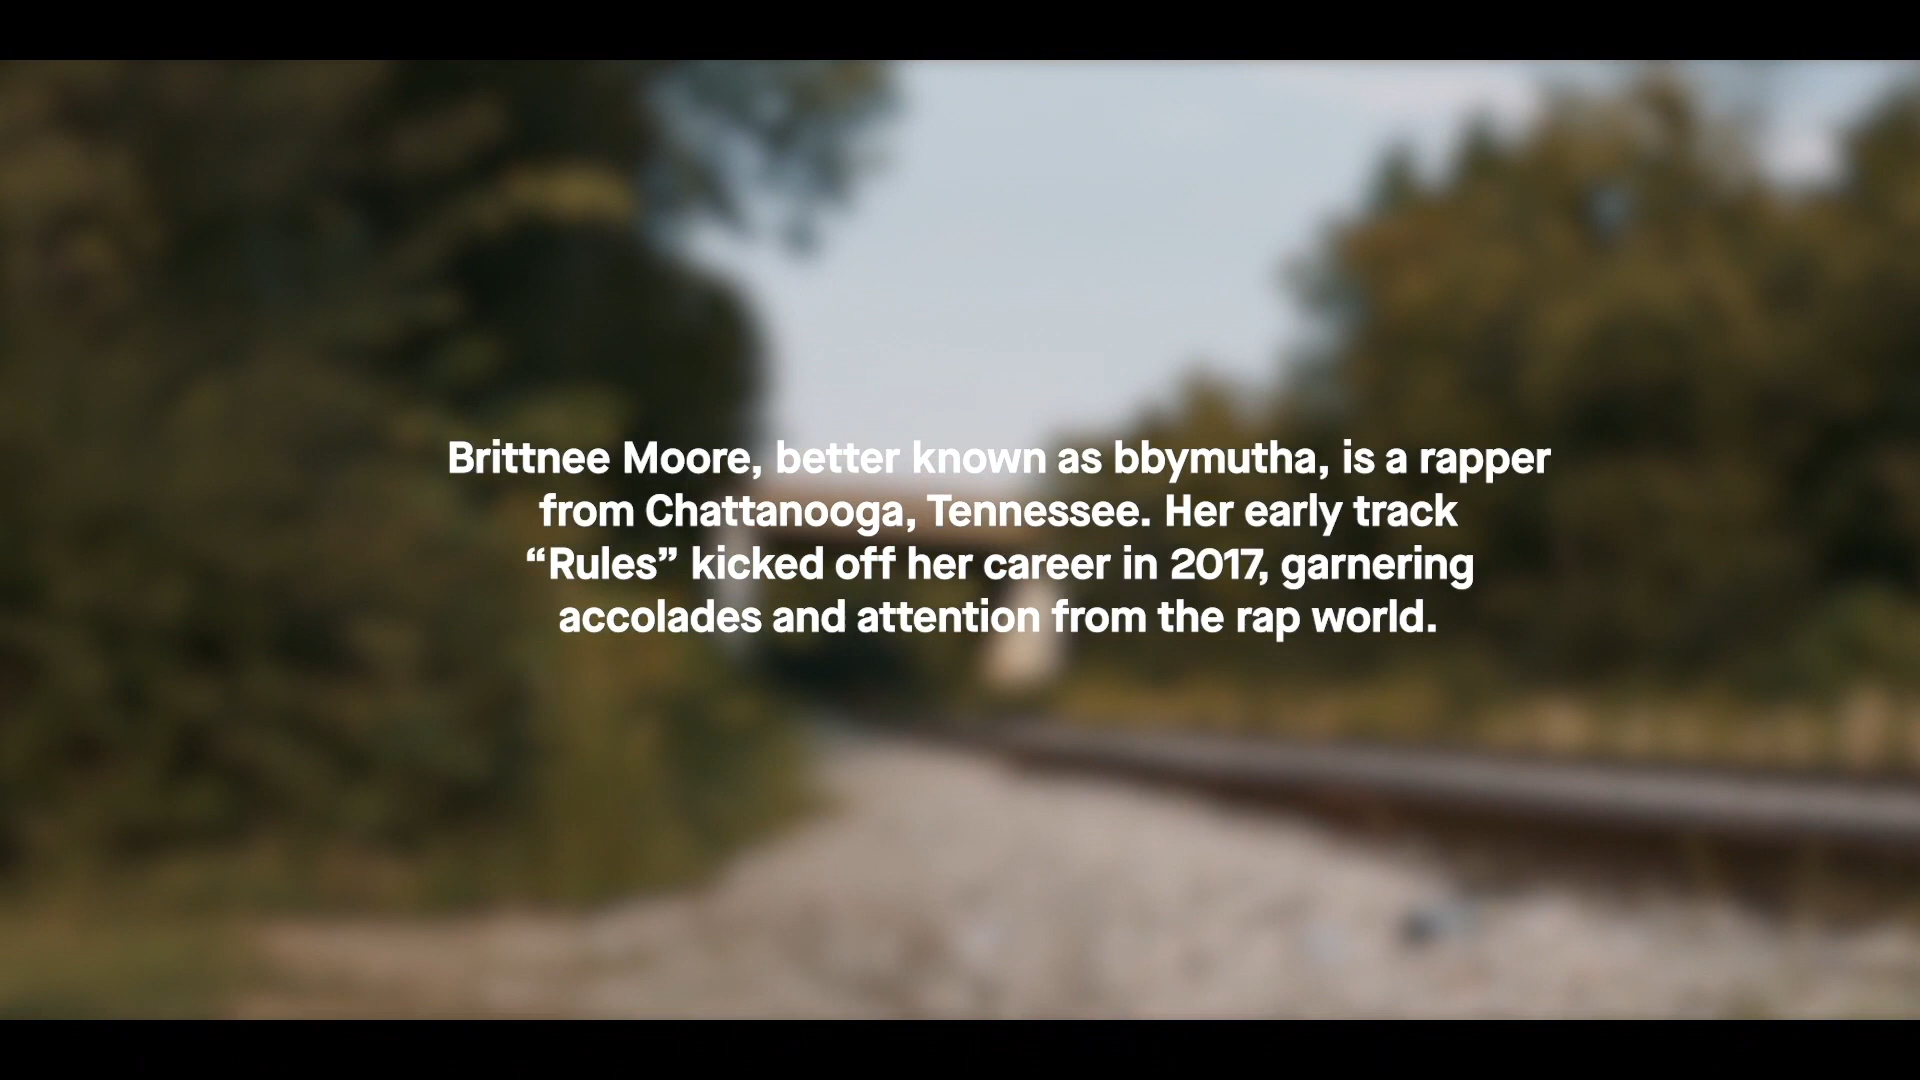 Brittnee Moore, better known as bbymutha, is a rapper
from Chattanooga, Tennessee. Her early track
“Rules” kicked off her career in 2017, garnering
accolades and attention from the rap world.